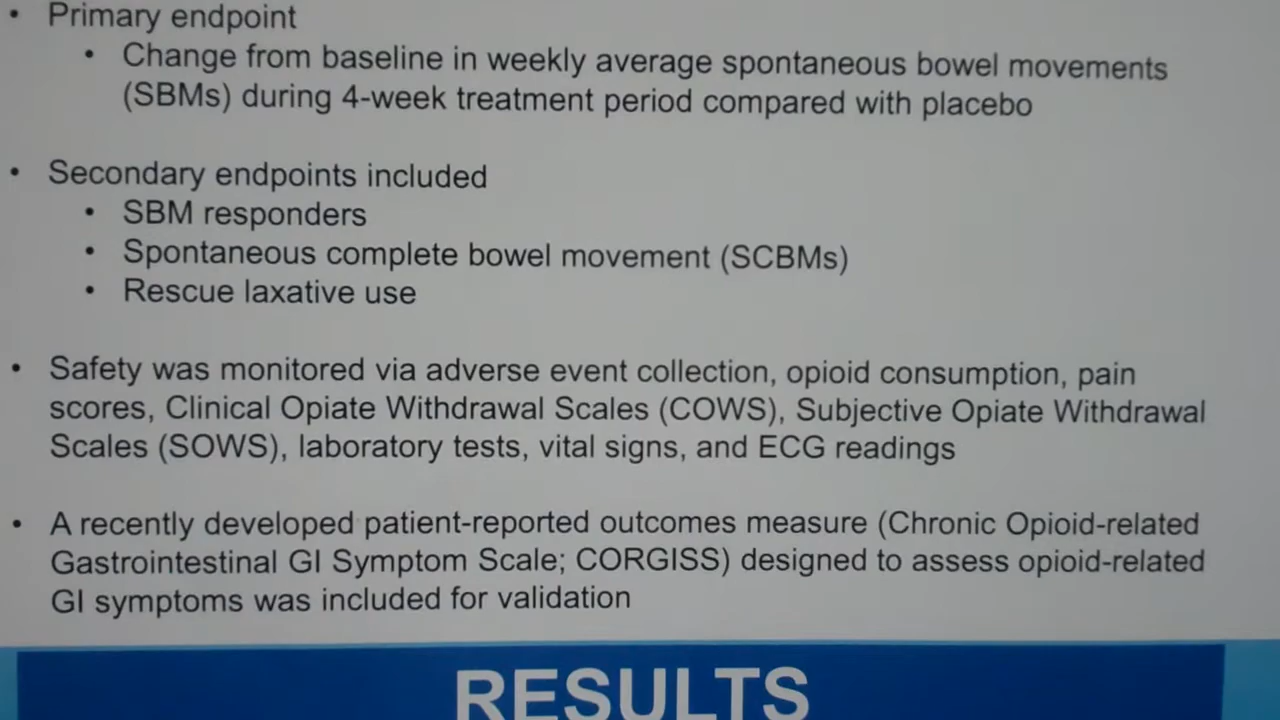 • Primary endpoint
• Change from baseline in weekly average spontaneous bowel movements
(SBMs) during 4-week treatment period compared with placebo
• Secondary endpoints included
• SBM responders
• Spontaneous complete bowel movement (SCBMs)
• Rescue laxative use
• Safety was monitored via adverse event collection, opioid consumption, pain
scores, Clinical Opiate Withdrawal Scales (COWS), Subjective Opiate Withdrawal
Scales (SOWS), laboratory tests, vital signs, and ECG readings
• A recently developed patient-reported outcomes measure (Chronic Opioid-related
Gastrointestinal GI Symptom Scale; CORGISS) designed to assess opioid-related
GI symptoms was included for validation
RESULTS